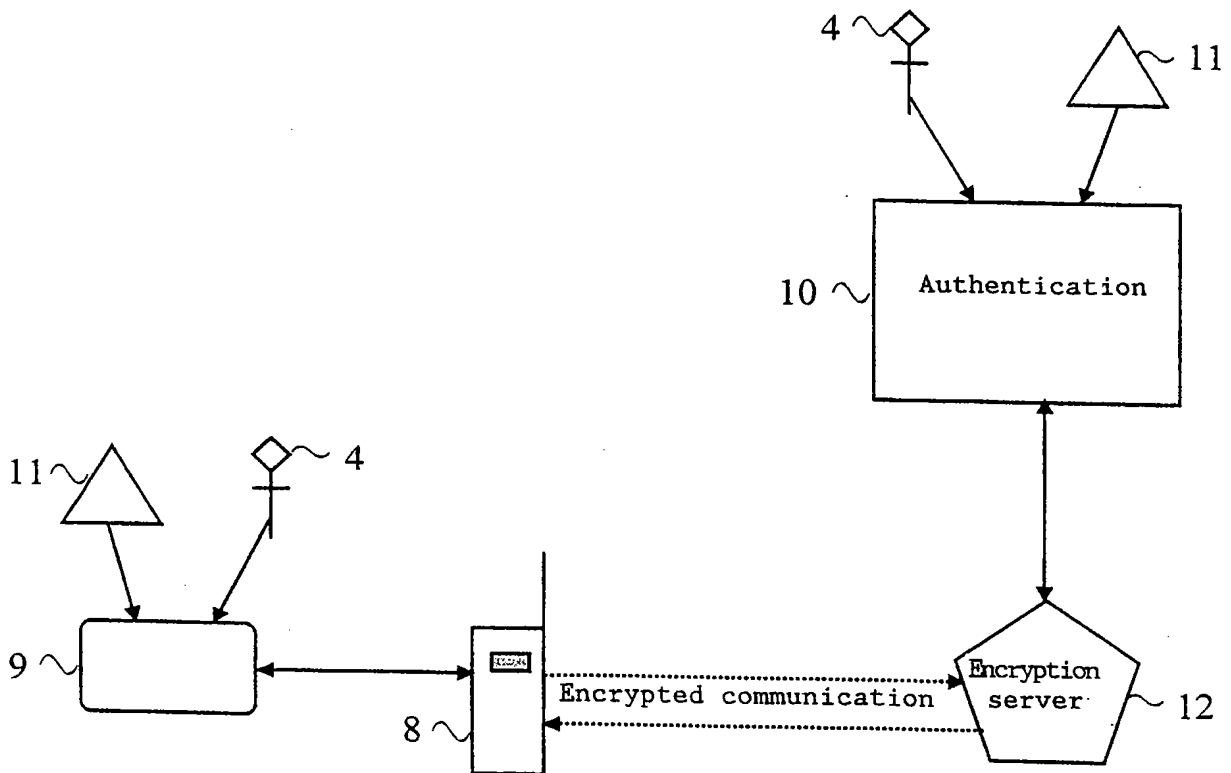 4
11
10
Authentication
11
4
9
8
Encrypted communication
Encryption
server
12